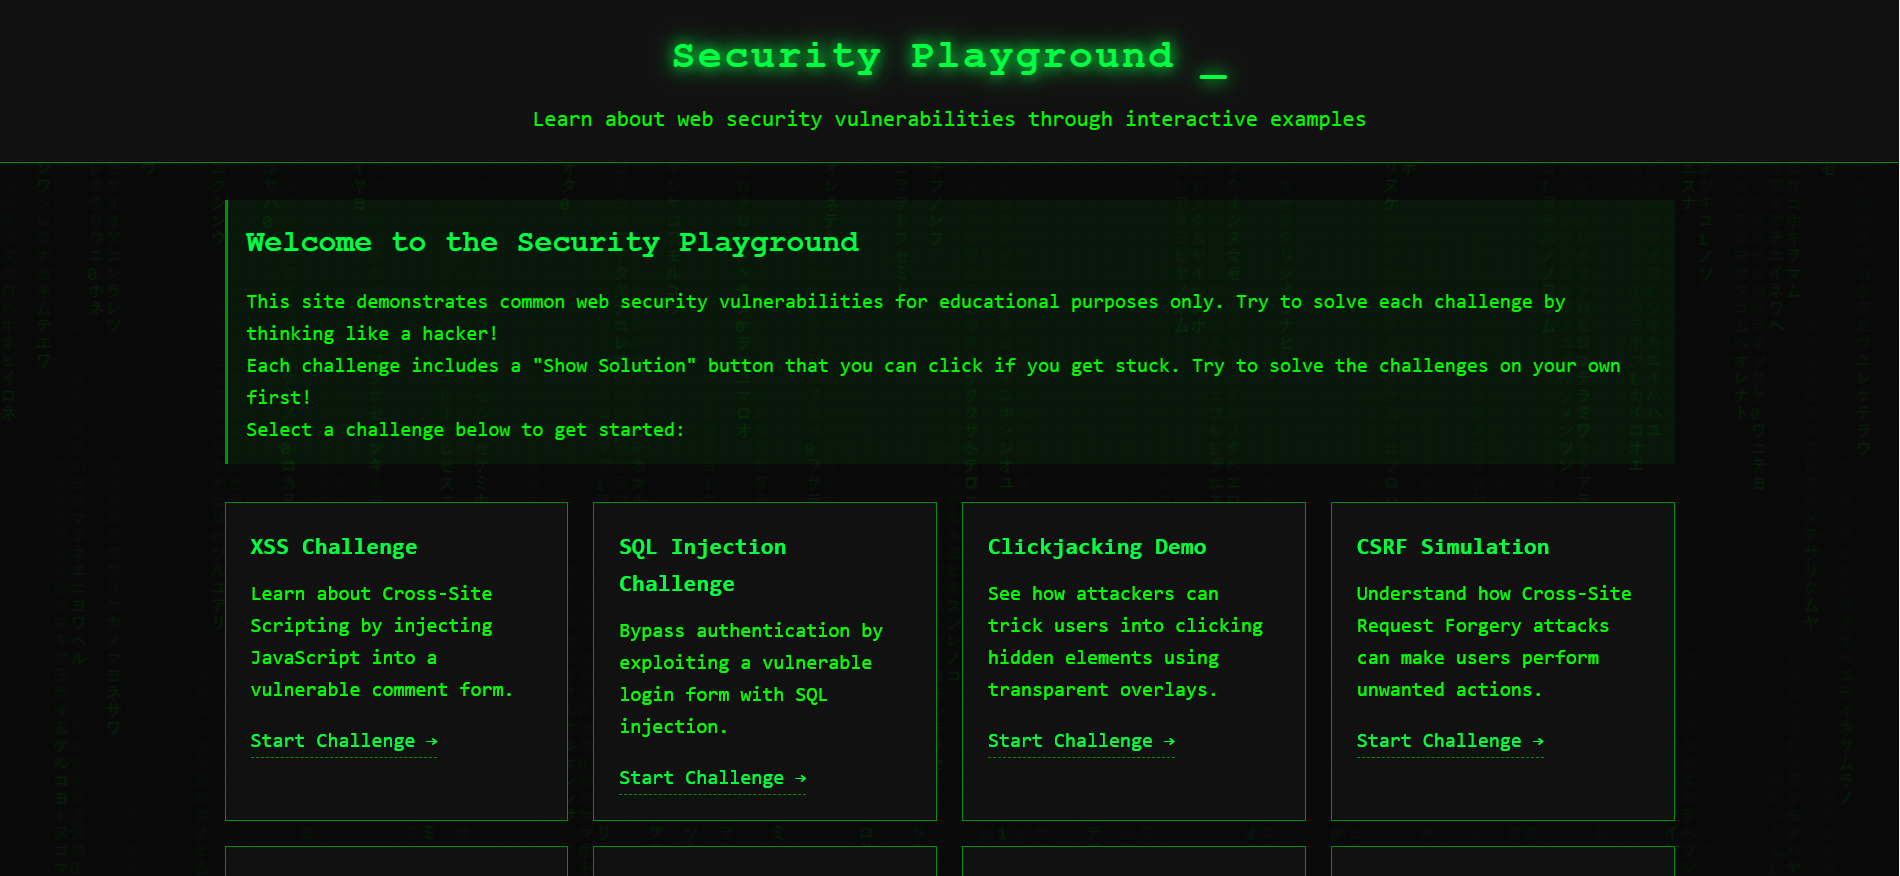 Security Playground _
Learn about web security vulnerabilities through interactive examples
Welcome to the Security Playground
This site demonstrates common web security vulnerabilities for educational purposes only. Try to solve each challenge by
thinking like a hacker!
Each challenge includes a "Show Solution" button that you can click if you get stuck. Try to solve the challenges on your own
first!
Select a challenge below to get started:
XSS Challenge
Learn about Cross-Site
Scripting by injecting
JavaScript into a
vulnerable comment form.
Start Challenge →
SQL Injection
Challenge
Bypass authentication by
exploiting a vulnerable
login form with SQL
injection.
Start Challenge →
Clickjacking Demo
See how attackers can
trick users into clicking
hidden elements using
transparent overlays.
Start Challenge →
CSRF Simulation
Understand how Cross-Site
Request Forgery attacks
can make users perform
unwanted actions.
Start Challenge →